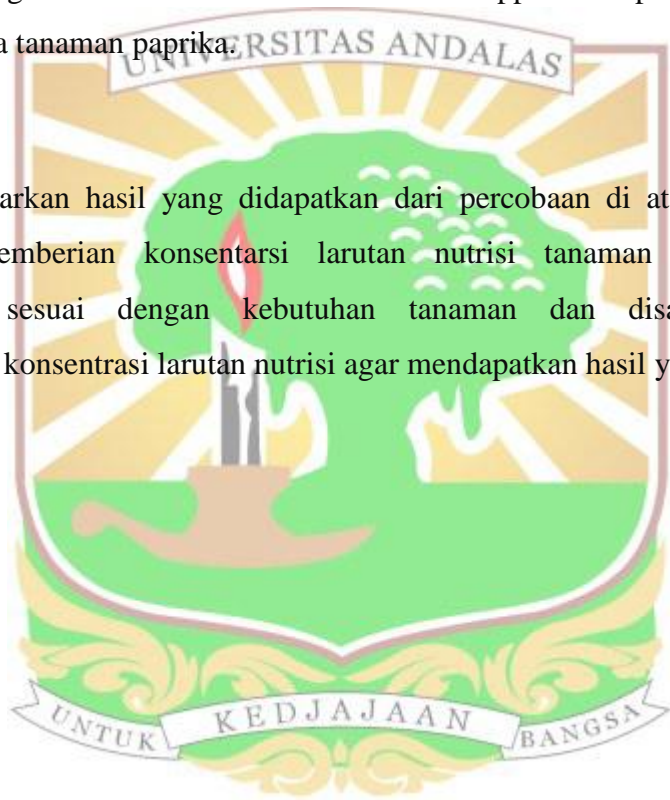 a tanaman paprika.
UNIVERSITAS ANDALAS
arkan hasil yang didapatkan dari percobaan di at
emberian konsentarsi larutan nutrisi tanaman
sesuai dengan kebutuhan tanaman dan disa
konsentrasi larutan nutrisi agar mendapatkan hasil y
UNTUK KEDJAJAAN BANGSA